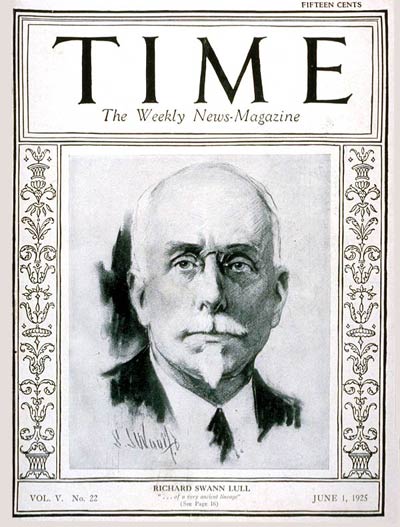 FIFTEEN CENTS
TIME
The Weekly News-Magazine
RICHARD SWANN LULL
"... of a very ancient lineage"
(See Page 16)
VOL. V. No. 22
JUNE 1, 1925